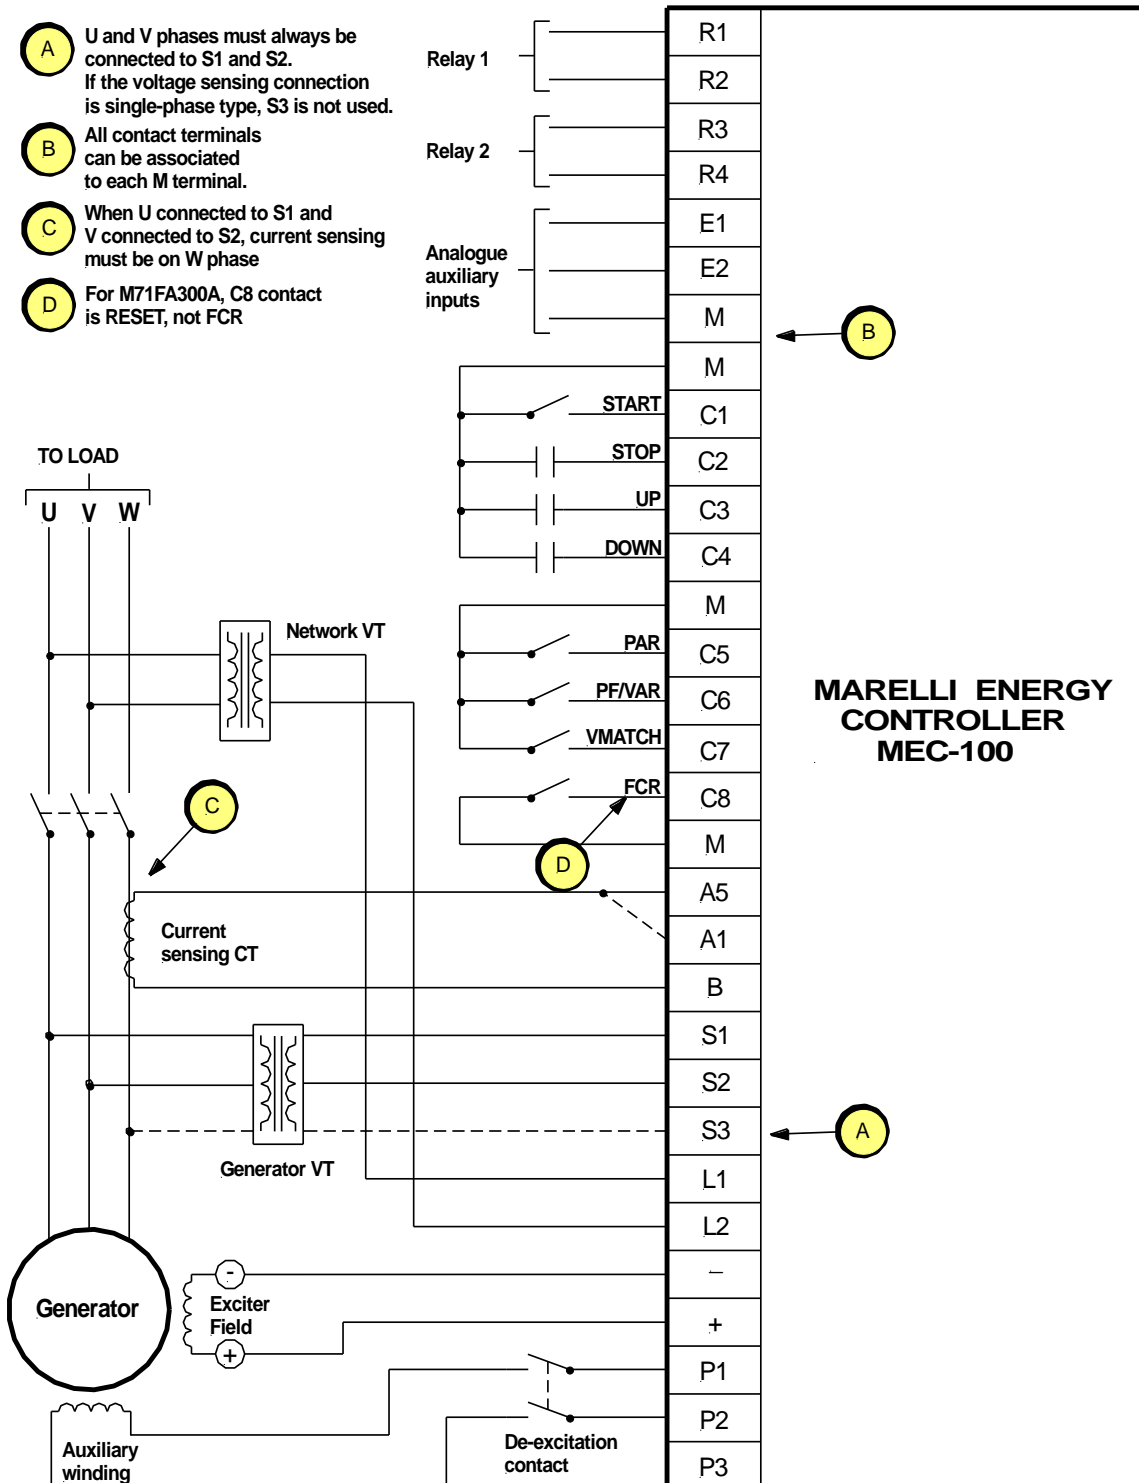 A
U and V phases must always be
connected to S1 and S2.
If the voltage sensing connection
is single-phase type, S3 is not used.
B
All contact terminals
can be associated
to each M terminal.
C
When U connected to S1 and
V connected to S2, current sensing
must be on W phase
D
For M71FA300A, C8 contact
is RESET, not FCR
Relay 1
R1
R2
Relay 2
R3
R4
Analogue
auxiliary
inputs
E1
E2
M
B
M
START
C1
STOP
C2
UP
C3
DOWN
C4
M
PAR
C5
PF/VAR
C6
VMATCH
C7
FCR
C8
D
M
MARELLI ENERGY
CONTROLLER
MEC-100
TO LOAD
U V W
Network VT
C
Current
sensing CT
A5
A1
B
S1
S2
S3
A
Generator VT
L1
L2
Generator
-
Exciter
Field
+
–
+
P1
P2
P3
De-excitation
contact
Auxiliary
winding